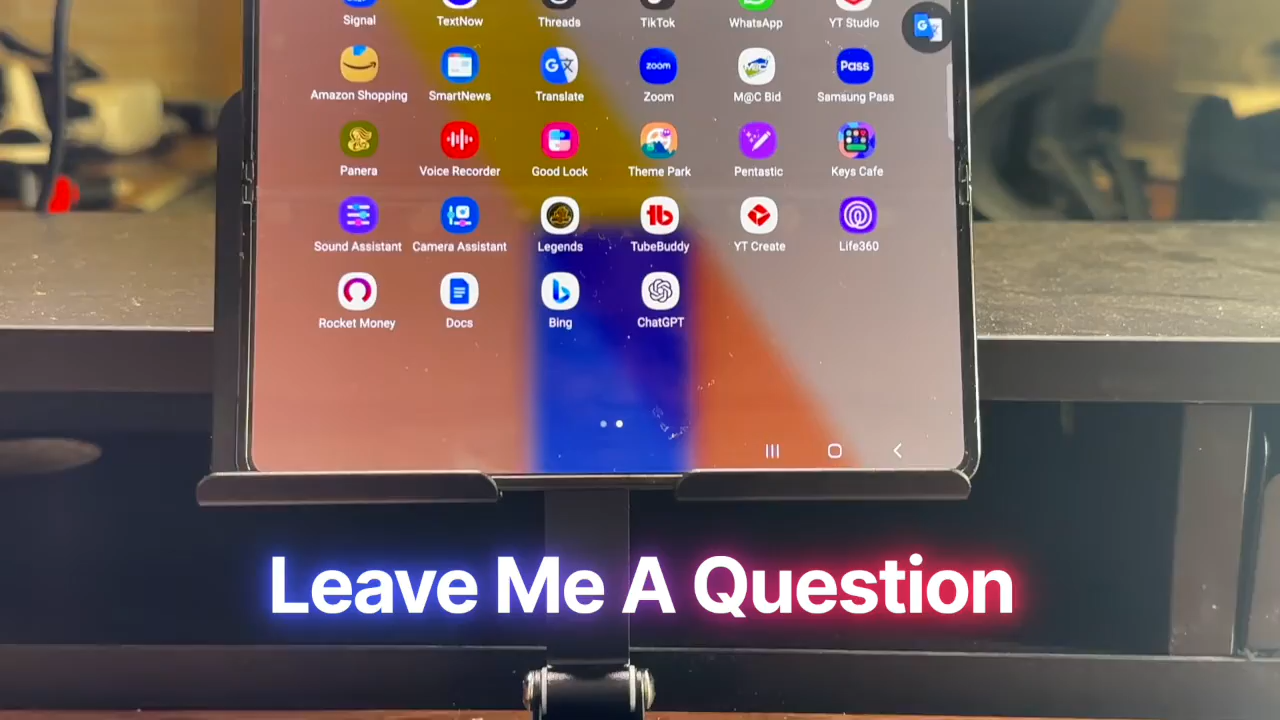 Signal TextNow Threads TikTok WhatsApp YT Studio
Amazon Shopping SmartNews Translate Zoom M@C Bid Samsung Pass
Panera Voice Recorder Good Lock Theme Park Pentastic Keys Cafe
Sound Assistant Camera Assistant Legends TubeBuddy YT Create Life360
Rocket Money Docs Bing ChatGPT
Leave Me A Question